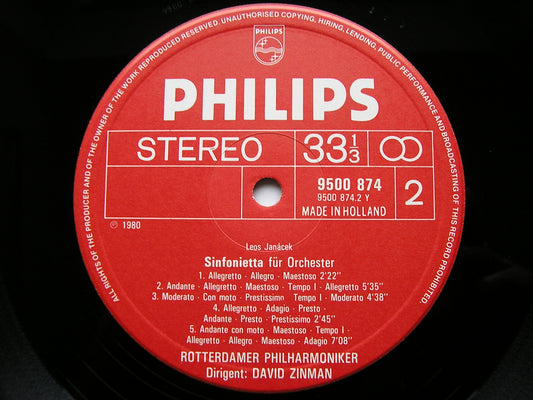 ALL RIGHTS OF THE PRODUCER AND OF THE OWNER OF THE WORK REPRODUCED RESERVED. UNAUTHORISED COPYING, HIRING, LENDING, PUBLIC PERFORMANCE AND BROADCASTING OF THIS RECORD PROHIBITED.
PHILIPS
PHILIPS
STEREO 33 1/3
9500 874
9500 874.2 Y
MADE IN HOLLAND
2
℗ 1980
Leos Janácek
Sinfonietta für Orchester
1. Allegretto · Allegro · Maestoso 2'22''
2. Andante · Allegretto · Maestoso · Tempo I · Allegretto 5'35''
3. Moderato · Con moto · Prestissimo Tempo I · Moderato 4'38''
4. Allegretto · Adagio · Presto ·
Andante · Presto · Prestissimo 2'45''
5. Andante con moto · Maestoso · Tempo I ·
Allegretto · Allegro · Maestoso · Adagio 7'08''
ROTTERDAMER PHILHARMONIKER
Dirigent: DAVID ZINMAN